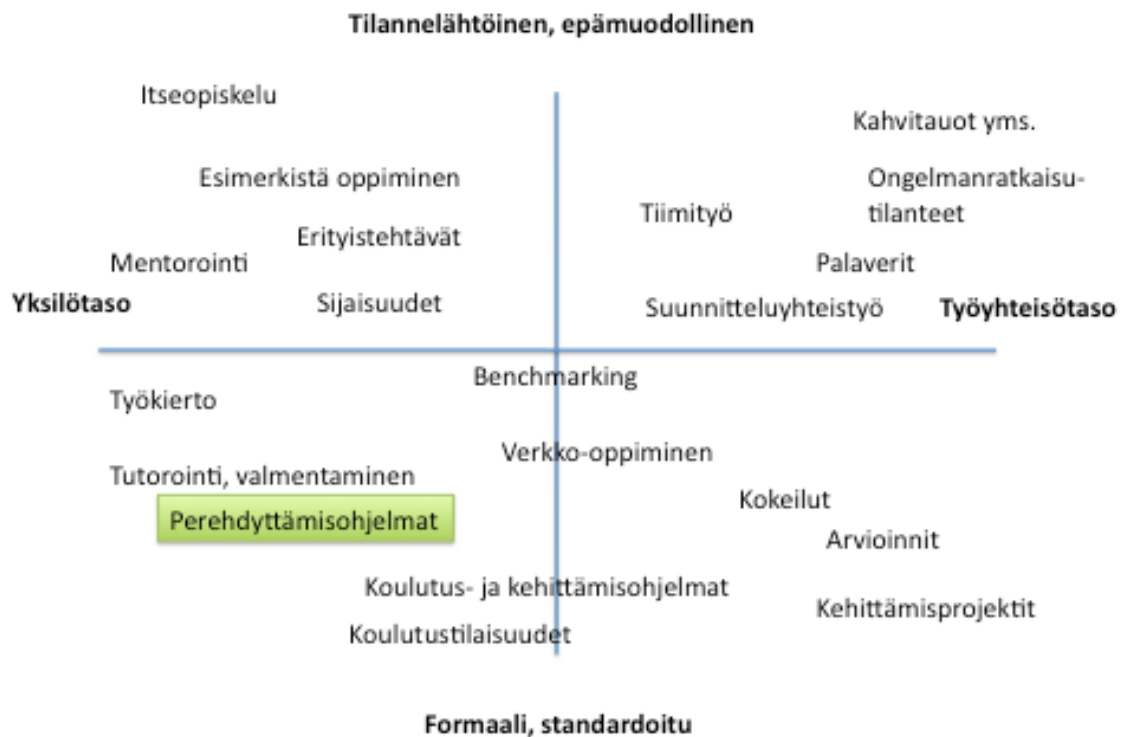 Tilannelähtöinen, epämuodollinen
Itseopiskelu
Kahvitauot yms.
Esimerkistä oppiminen
Ongelmanratkaisu-
tilanteet
Tiimityö
Erityistehtävät
Mentorointi
Palaverit
Yksilötaso
Sijaisuudet
Suunnitteluyhteistyö
Työyhteisötaso
Benchmarking
Työkierto
Verkko-oppiminen
Tutorointi, valmentaminen
Kokeilut
Perehdyttämisohjelmat
Arvioinnit
Koulutus- ja kehittämisohjelmat
Kehittämisprojektit
Koulutustilaisuudet
Formaali, standardoitu